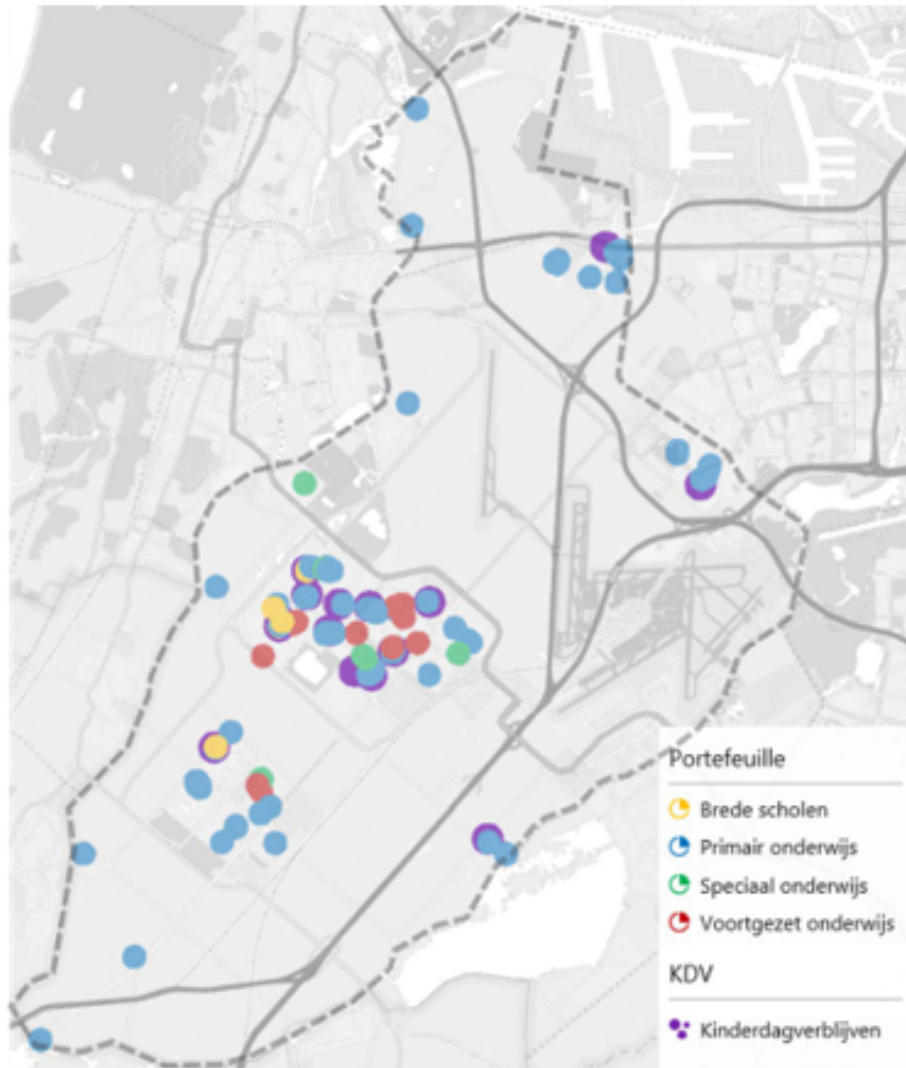 Portefeuille
Brede scholen
Primair onderwijs
Speciaal onderwijs
Voortgezet onderwijs
KDV
Kinderdagverblijven